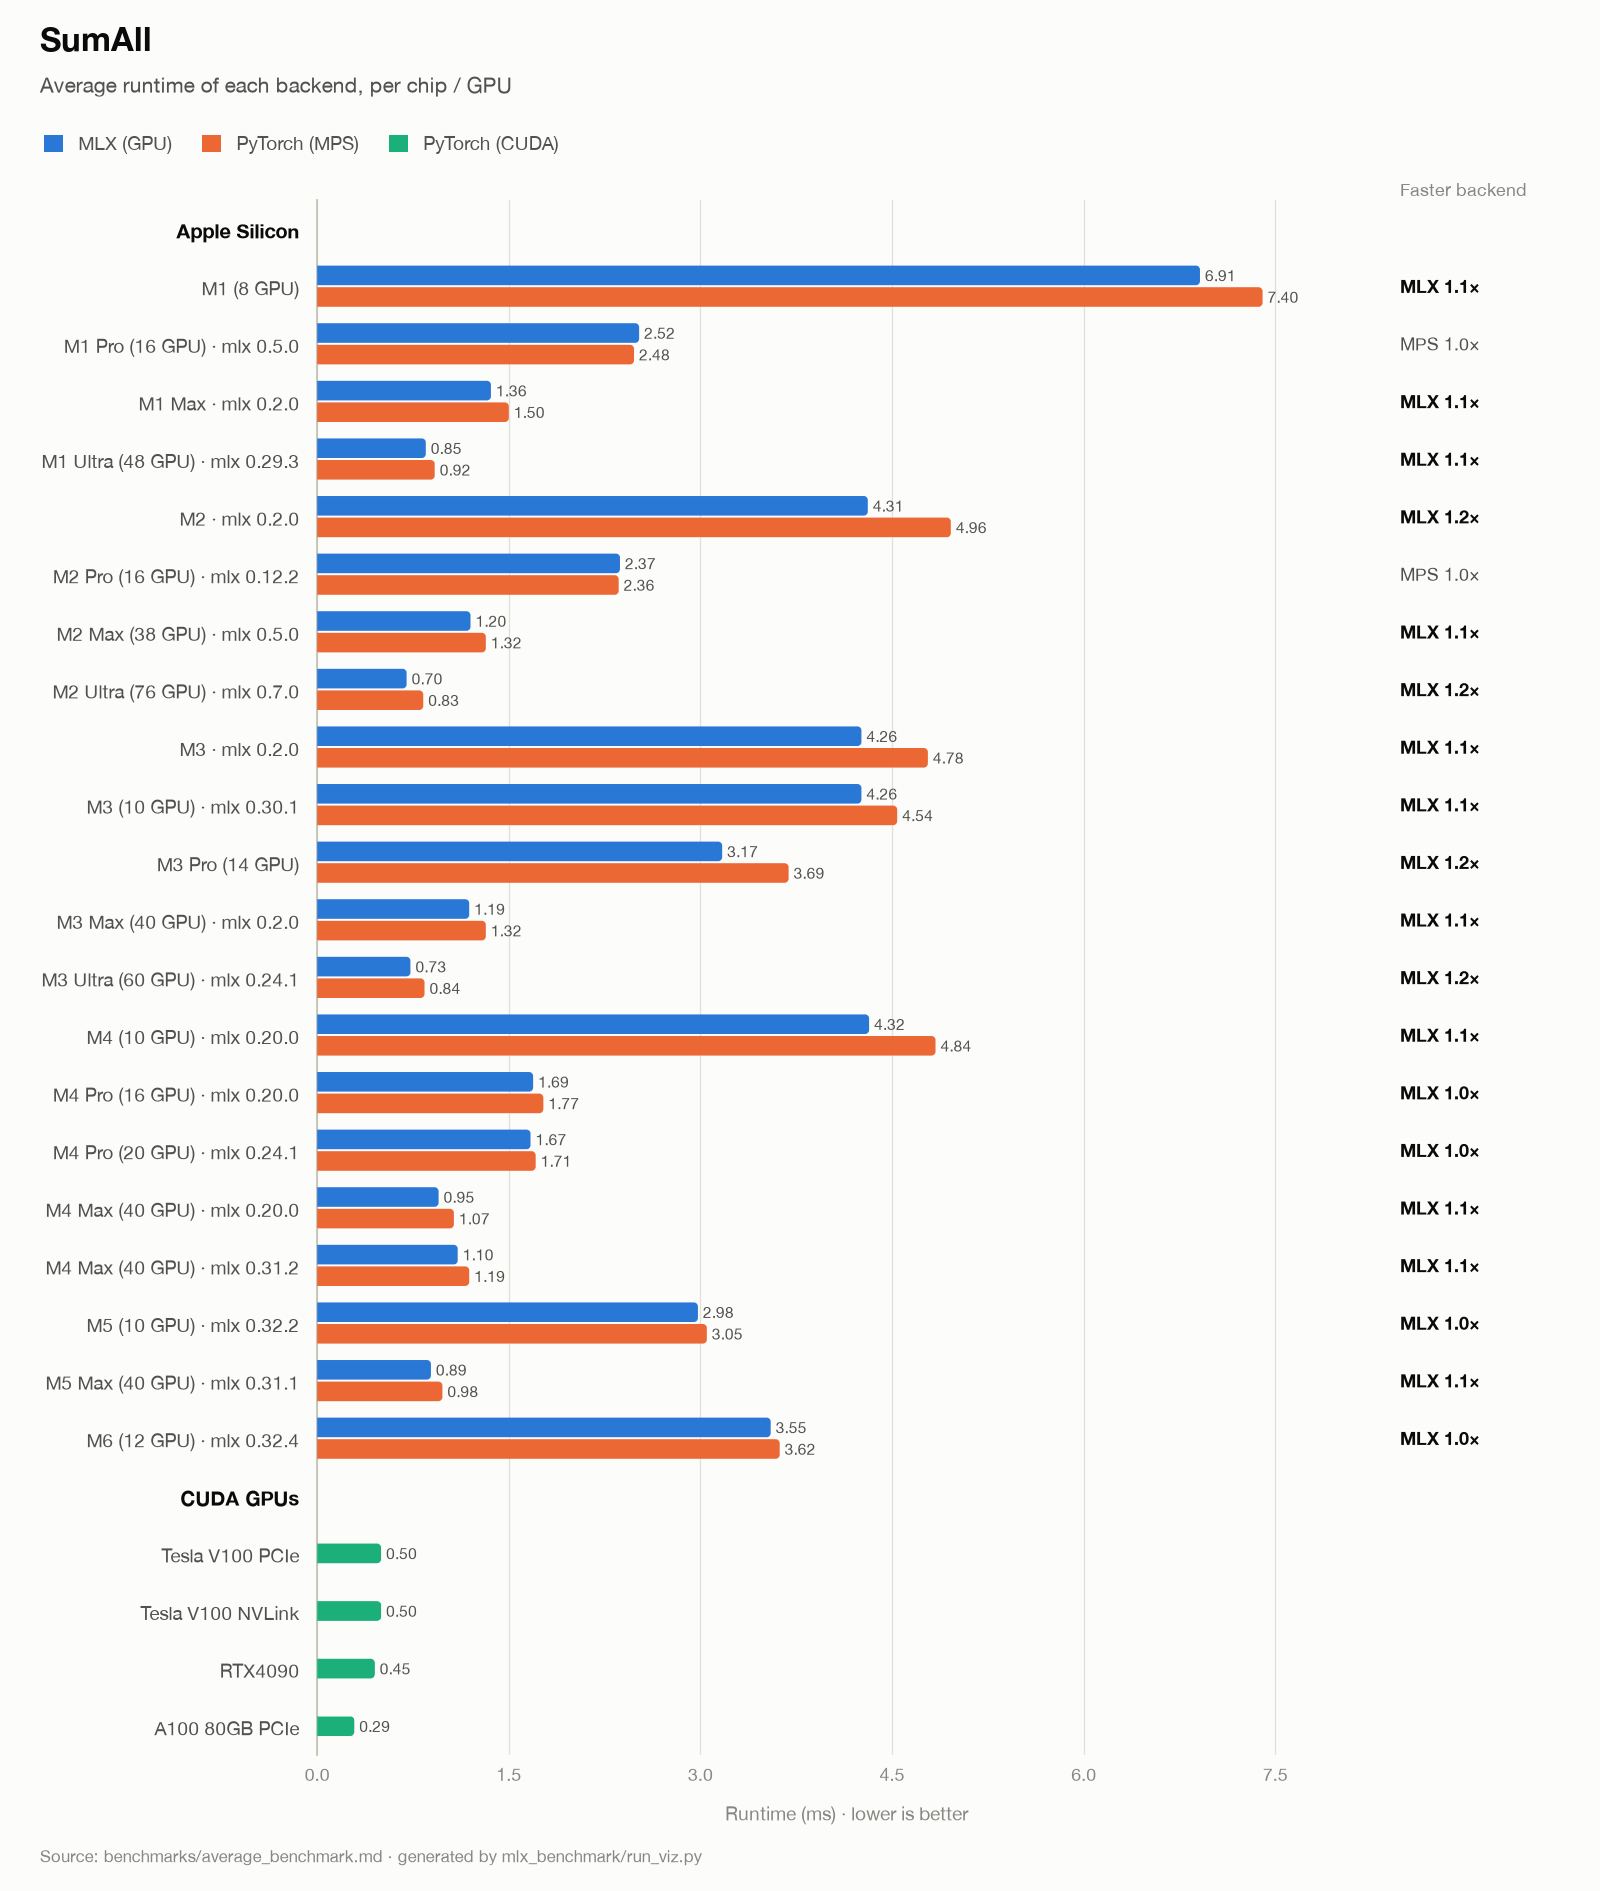 SumAll
Average runtime of each backend, per chip / GPU
MLX (GPU) PyTorch (MPS) PyTorch (CUDA)
Faster backend
Apple Silicon
M1 (8 GPU) 6.91 7.40 MLX 1.1×
M1 Pro (16 GPU) · mlx 0.5.0 2.52 2.48 MPS 1.0×
M1 Max · mlx 0.2.0 1.36 1.50 MLX 1.1×
M1 Ultra (48 GPU) · mlx 0.29.3 0.85 0.92 MLX 1.1×
M2 · mlx 0.2.0 4.31 4.96 MLX 1.2×
M2 Pro (16 GPU) · mlx 0.12.2 2.37 2.36 MPS 1.0×
M2 Max (38 GPU) · mlx 0.5.0 1.20 1.32 MLX 1.1×
M2 Ultra (76 GPU) · mlx 0.7.0 0.70 0.83 MLX 1.2×
M3 · mlx 0.2.0 4.26 4.78 MLX 1.1×
M3 (10 GPU) · mlx 0.30.1 4.26 4.54 MLX 1.1×
M3 Pro (14 GPU) 3.17 3.69 MLX 1.2×
M3 Max (40 GPU) · mlx 0.2.0 1.19 1.32 MLX 1.1×
M3 Ultra (60 GPU) · mlx 0.24.1 0.73 0.84 MLX 1.2×
M4 (10 GPU) · mlx 0.20.0 4.32 4.84 MLX 1.1×
M4 Pro (16 GPU) · mlx 0.20.0 1.69 1.77 MLX 1.0×
M4 Pro (20 GPU) · mlx 0.24.1 1.67 1.71 MLX 1.0×
M4 Max (40 GPU) · mlx 0.20.0 0.95 1.07 MLX 1.1×
M4 Max (40 GPU) · mlx 0.31.2 1.10 1.19 MLX 1.1×
M5 (10 GPU) · mlx 0.32.2 2.98 3.05 MLX 1.0×
M5 Max (40 GPU) · mlx 0.31.1 0.89 0.98 MLX 1.1×
M6 (12 GPU) · mlx 0.32.4 3.55 3.62 MLX 1.0×
CUDA GPUs
Tesla V100 PCIe 0.50
Tesla V100 NVLink 0.50
RTX4090 0.45
A100 80GB PCIe 0.29
0.0 1.5 3.0 4.5 6.0 7.5
Runtime (ms) · lower is better
Source: benchmarks/average_benchmark.md · generated by mlx_benchmark/run_viz.py